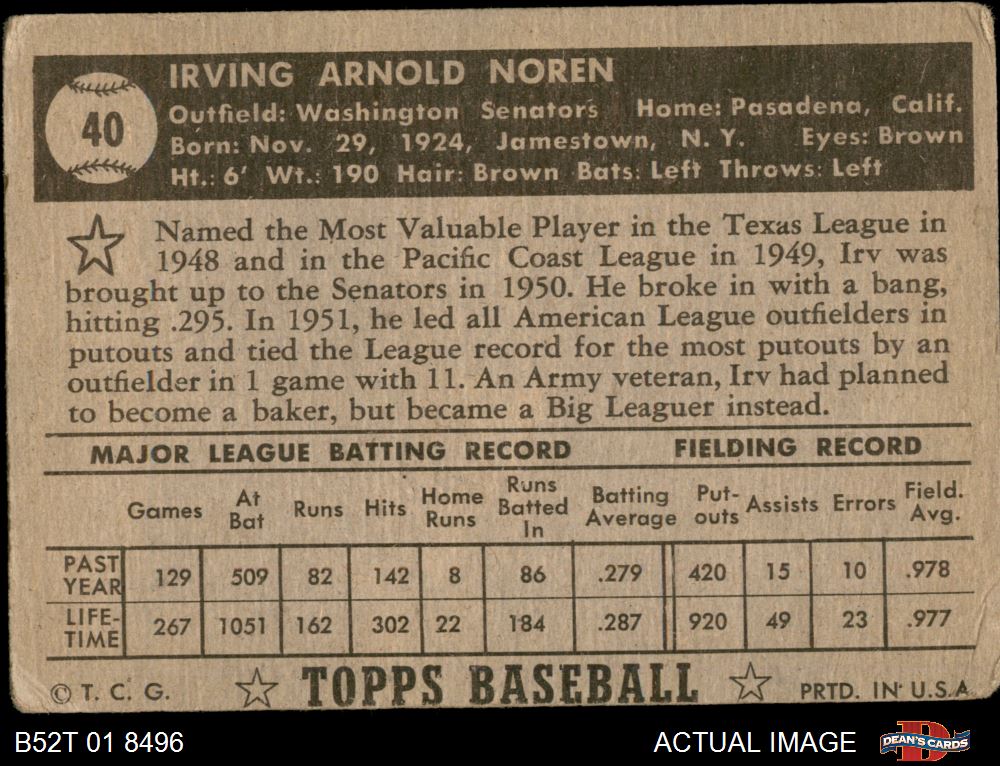 40
IRVING ARNOLD NOREN
Outfield: Washington Senators Home: Pasadena, Calif.
Born: Nov. 29, 1924, Jamestown, N. Y. Eyes: Brown
Ht.: 6' Wt.: 190 Hair: Brown Bats: Left Throws: Left
Named the Most Valuable Player in the Texas League in
1948 and in the Pacific Coast League in 1949, Irv was
brought up to the Senators in 1950. He broke in with a bang,
hitting .295. In 1951, he led all American League outfielders in
putouts and tied the League record for the most putouts by an
outfielder in 1 game with 11. An Army veteran, Irv had planned
to become a baker, but became a Big Leaguer instead.
MAJOR LEAGUE BATTING RECORD FIELDING RECORD
Games At Bat Runs Hits Home Runs Runs Batted In Batting Average Put-outs Assists Errors Field. Avg.
PAST YEAR 129 509 82 142 8 86 .279 420 15 10 .978
LIFE-TIME 267 1051 162 302 22 184 .287 920 49 23 .977
© T. C. G. TOPPS BASEBALL PRTD. IN U.S.A.
B52T 01 8496 ACTUAL IMAGE DEAN'S CARDS